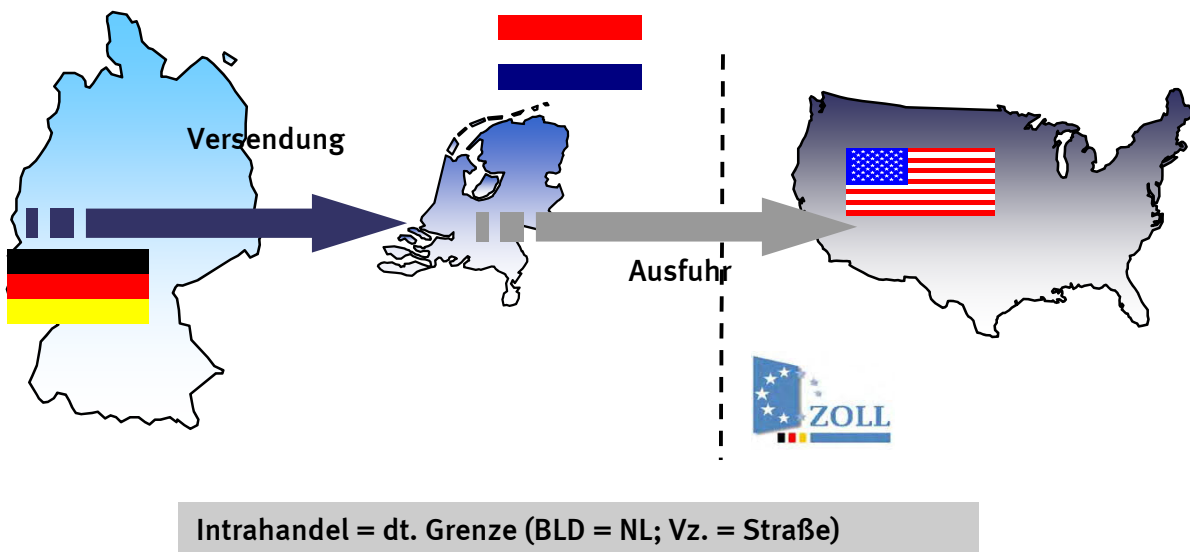 Versendung
Ausfuhr
ZOLL
Intrahandel = dt. Grenze (BLD = NL; Vz. = Straße)